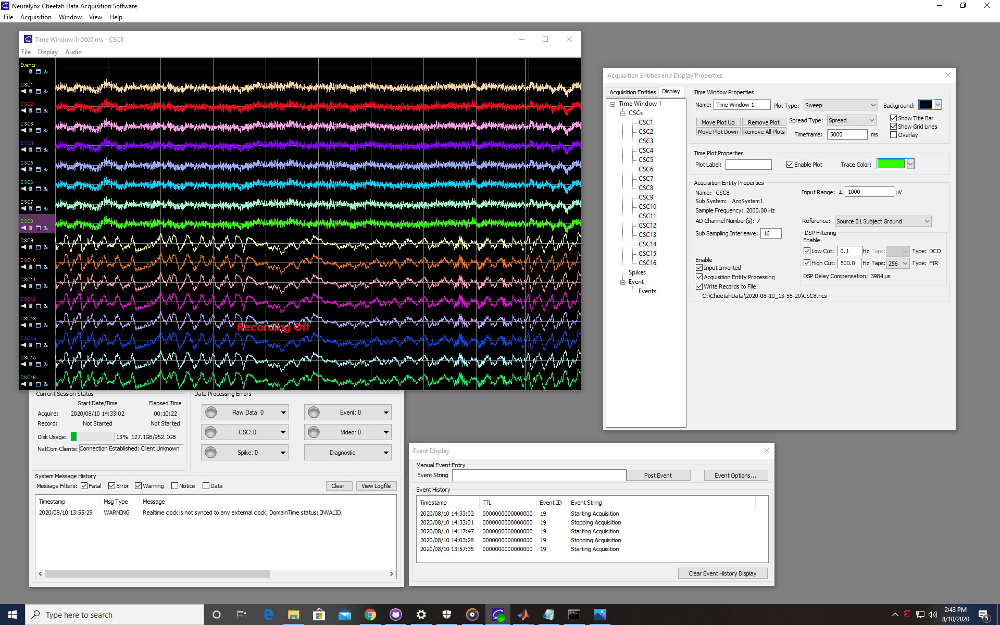 Neuralynx Cheetah Data Acquisition Software
File Acquisition Window View Help
Time Window 1: 5000 ms - CSC8
File Display Audio
Events
2x
CSC1
8x
CSC2
8x
CSC3
8x
CSC4
8x
CSC5
8x
CSC6
8x
CSC7
8x
CSC8
8x
CSC9
2x
CSC10
2x
CSC11
2x
CSC12
2x
CSC13
2x
Recording Off
CSC14
2x
CSC15
2x
CSC16
2x
Current Session Status
Start Date/Time Elapsed Time
Acquire: 2020/08/10 14:33:02 00:10:22
Record: Not Started Not Started
Disk Usage: 13% 127.1GB/952.1GB
NetCom Clients: Connection Established: Client Unknown
Data Processing Errors
Raw Data: 0 Event: 0
CSC: 0 Video: 0
Spike: 0 Diagnostic
System Message History
Message Filters: Fatal Error Warning Notice Data Clear View Logfile
Timestamp Msg Type Message
2020/08/10 13:55:29 WARNING Realtime clock is not synced to any external clock, DomainTime status: INVALID.
Acquisition Entities and Display Properties
Acquisition Entities Display
Time Window 1
CSCs
CSC1
CSC2
CSC3
CSC4
CSC5
CSC6
CSC7
CSC8
CSC9
CSC10
CSC11
CSC12
CSC13
CSC14
CSC15
CSC16
Spikes
Event
Events
Time Window Properties
Name: Time Window 1 Plot Type: Sweep Background:
Move Plot Up Remove Plot Spread Type: Spread Show Title Bar
Show Grid Lines
Move Plot Down Remove All Plots Timeframe: 5000 ms Overlay
Time Plot Properties
Plot Label: Enable Plot Trace Color:
Acquisition Entity Properties
Name: CSC8 Input Range: ± 1000 µV
Sub System: AcqSystem1
Sample Frequency: 2000.00 Hz
AD Channel Number(s): 7 Reference: Source 01 Subject Ground
Sub Sampling Interleave: 16
DSP Filtering
Enable
Low Cut: 0.1 Hz Taps: Type: DCO
High Cut: 500.0 Hz Taps: 256 Type: FIR
DSP Delay Compensation: 3984 µs
Enable
Input Inverted
Acquisition Entity Processing
Write Records to File
C:\CheetahData\2020-08-10_13-55-29\CSC8.ncs
Event Display
Manual Event Entry
Event String Post Event Event Options...
Event History
Timestamp TTL Event ID Event String
2020/08/10 14:33:02 0000000000000000 19 Starting Acquisition
2020/08/10 14:33:01 0000000000000000 19 Stopping Acquisition
2020/08/10 14:17:47 0000000000000000 19 Starting Acquisition
2020/08/10 14:03:28 0000000000000000 19 Stopping Acquisition
2020/08/10 13:57:35 0000000000000000 19 Starting Acquisition
Clear Event History Display
Type here to search
2:43 PM
8/10/2020
5